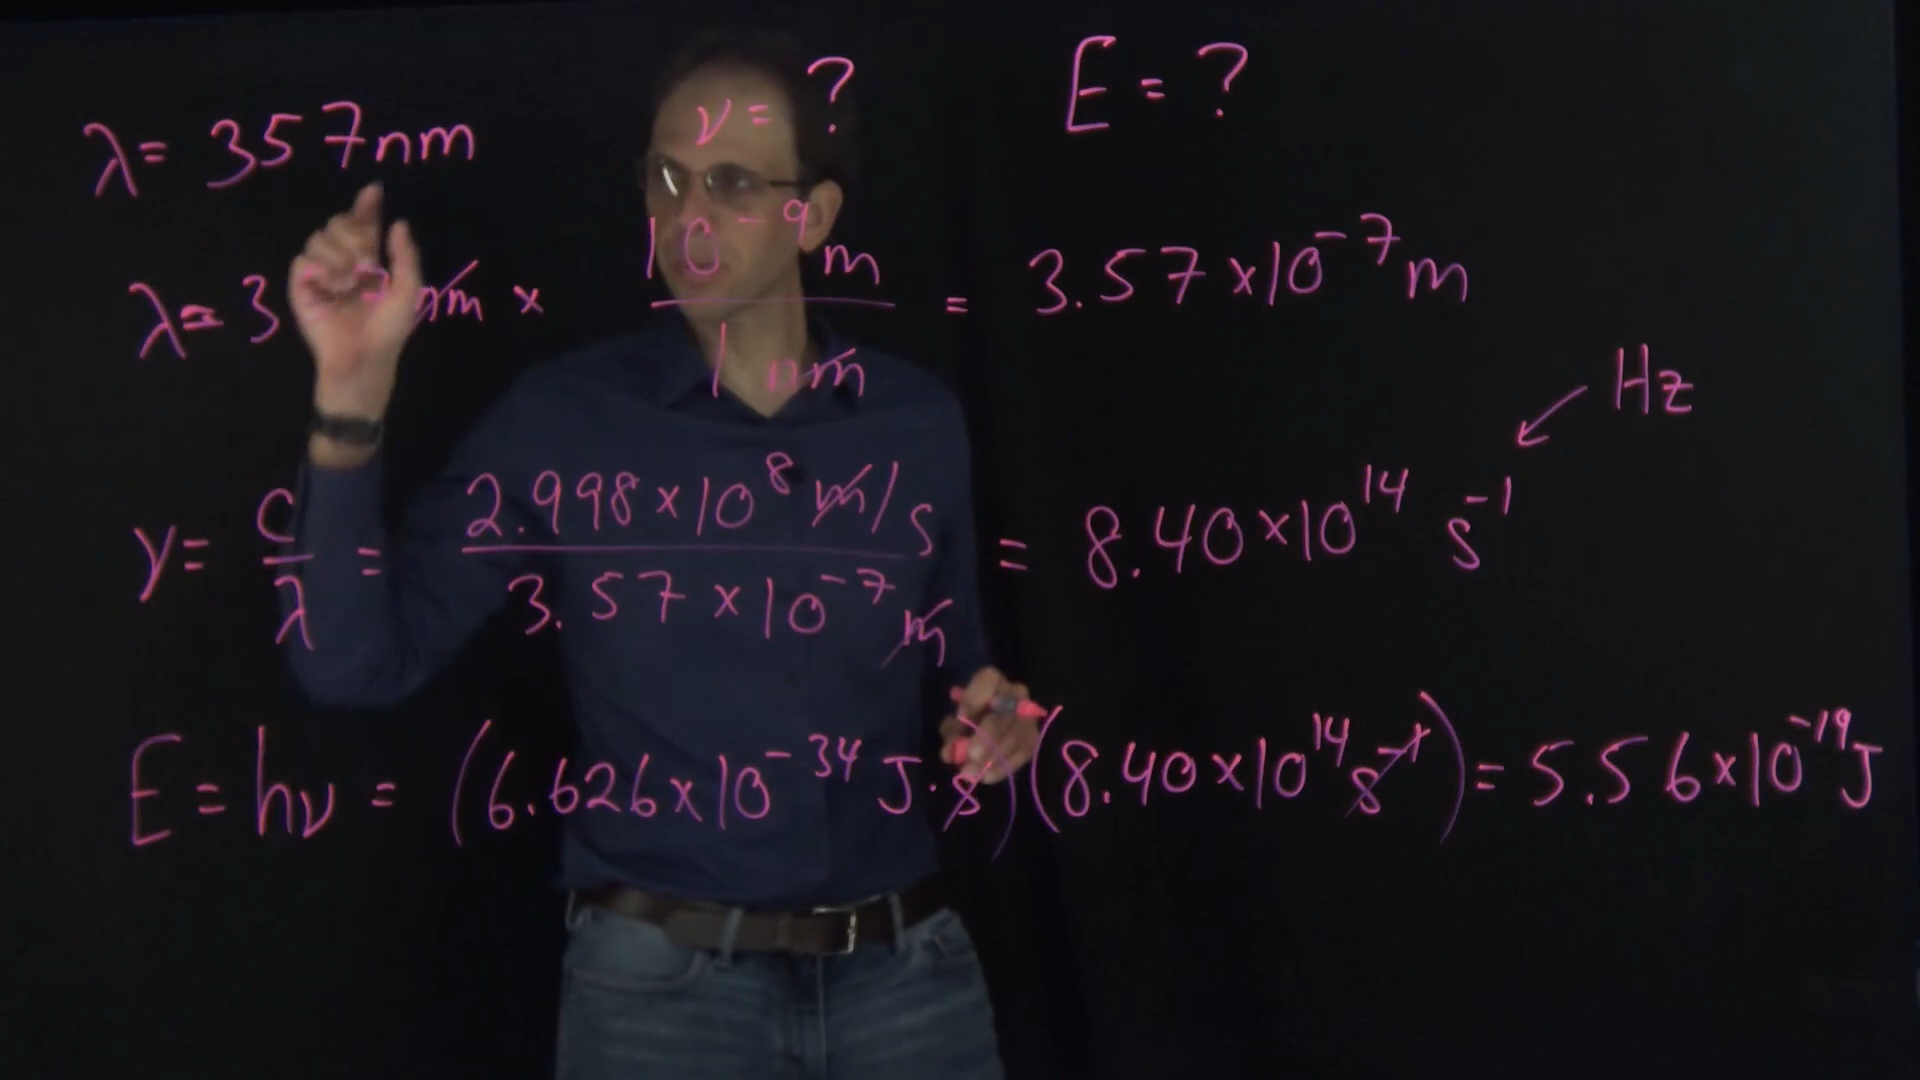 λ = 357nm ν = ? E = ?
λ = 3 7 nm × 10⁻⁹ m / 1 nm = 3.57 × 10⁻⁷ m
Hz
ν = c / λ = 2.998 × 10⁸ m/s / 3.57 × 10⁻⁷ m = 8.40 × 10¹⁴ s⁻¹
E = hν = (6.626 × 10⁻³⁴ J·s)(8.40 × 10¹⁴ s⁻¹) = 5.56 × 10⁻¹⁹ J